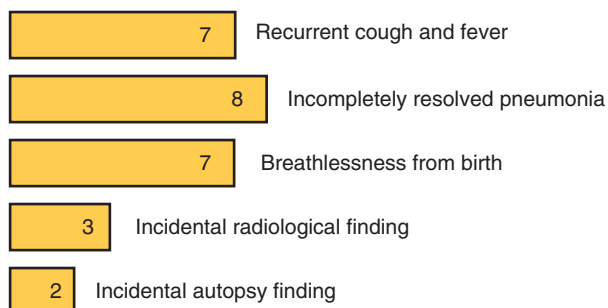 7 Recurrent cough and fever
8 Incompletely resolved pneumonia
7 Breathlessness from birth
3 Incidental radiological finding
2 Incidental autopsy finding